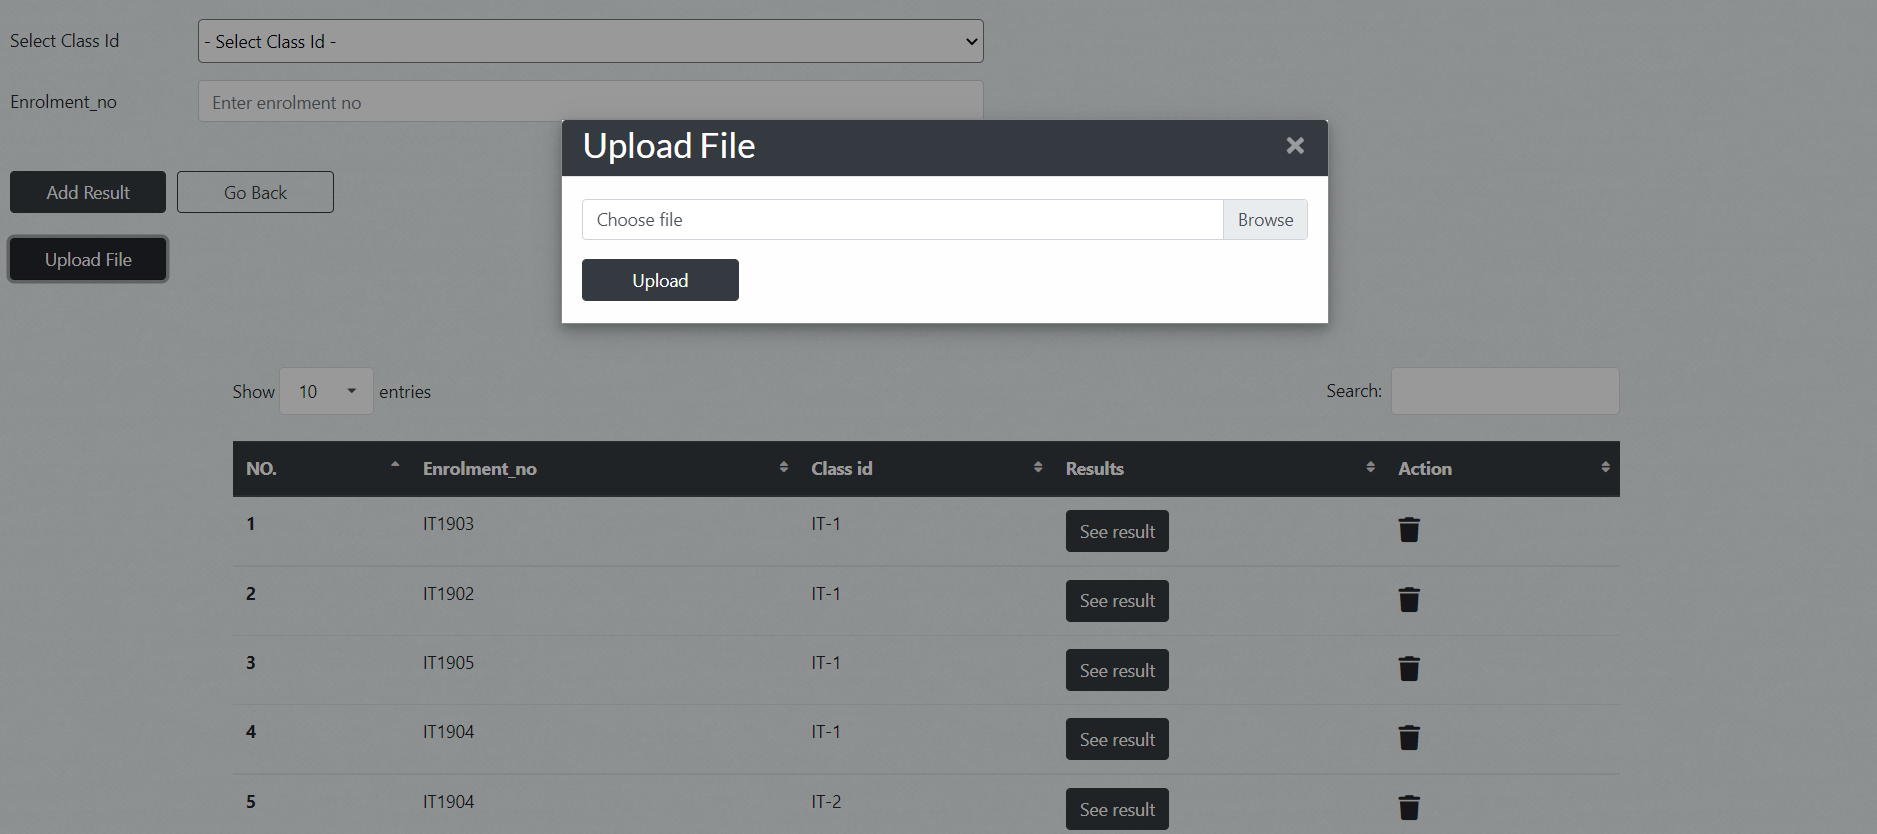 Select Class Id
- Select Class Id -
Enrolment_no
Enter enrolment no
Upload File
Choose file
Browse
Upload
Add Result
Go Back
Upload File
Show 10 entries
Search:
NO. Enrolment_no Class id Results Action
1 IT1903 IT-1 See result
2 IT1902 IT-1 See result
3 IT1905 IT-1 See result
4 IT1904 IT-1 See result
5 IT1904 IT-2 See result